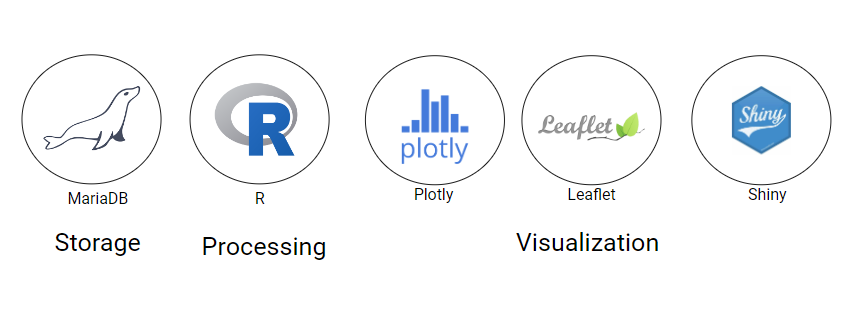 plotly
Leaflet
Shiny
MariaDB
R
Plotly
Leaflet
Shiny
Storage
Processing
Visualization